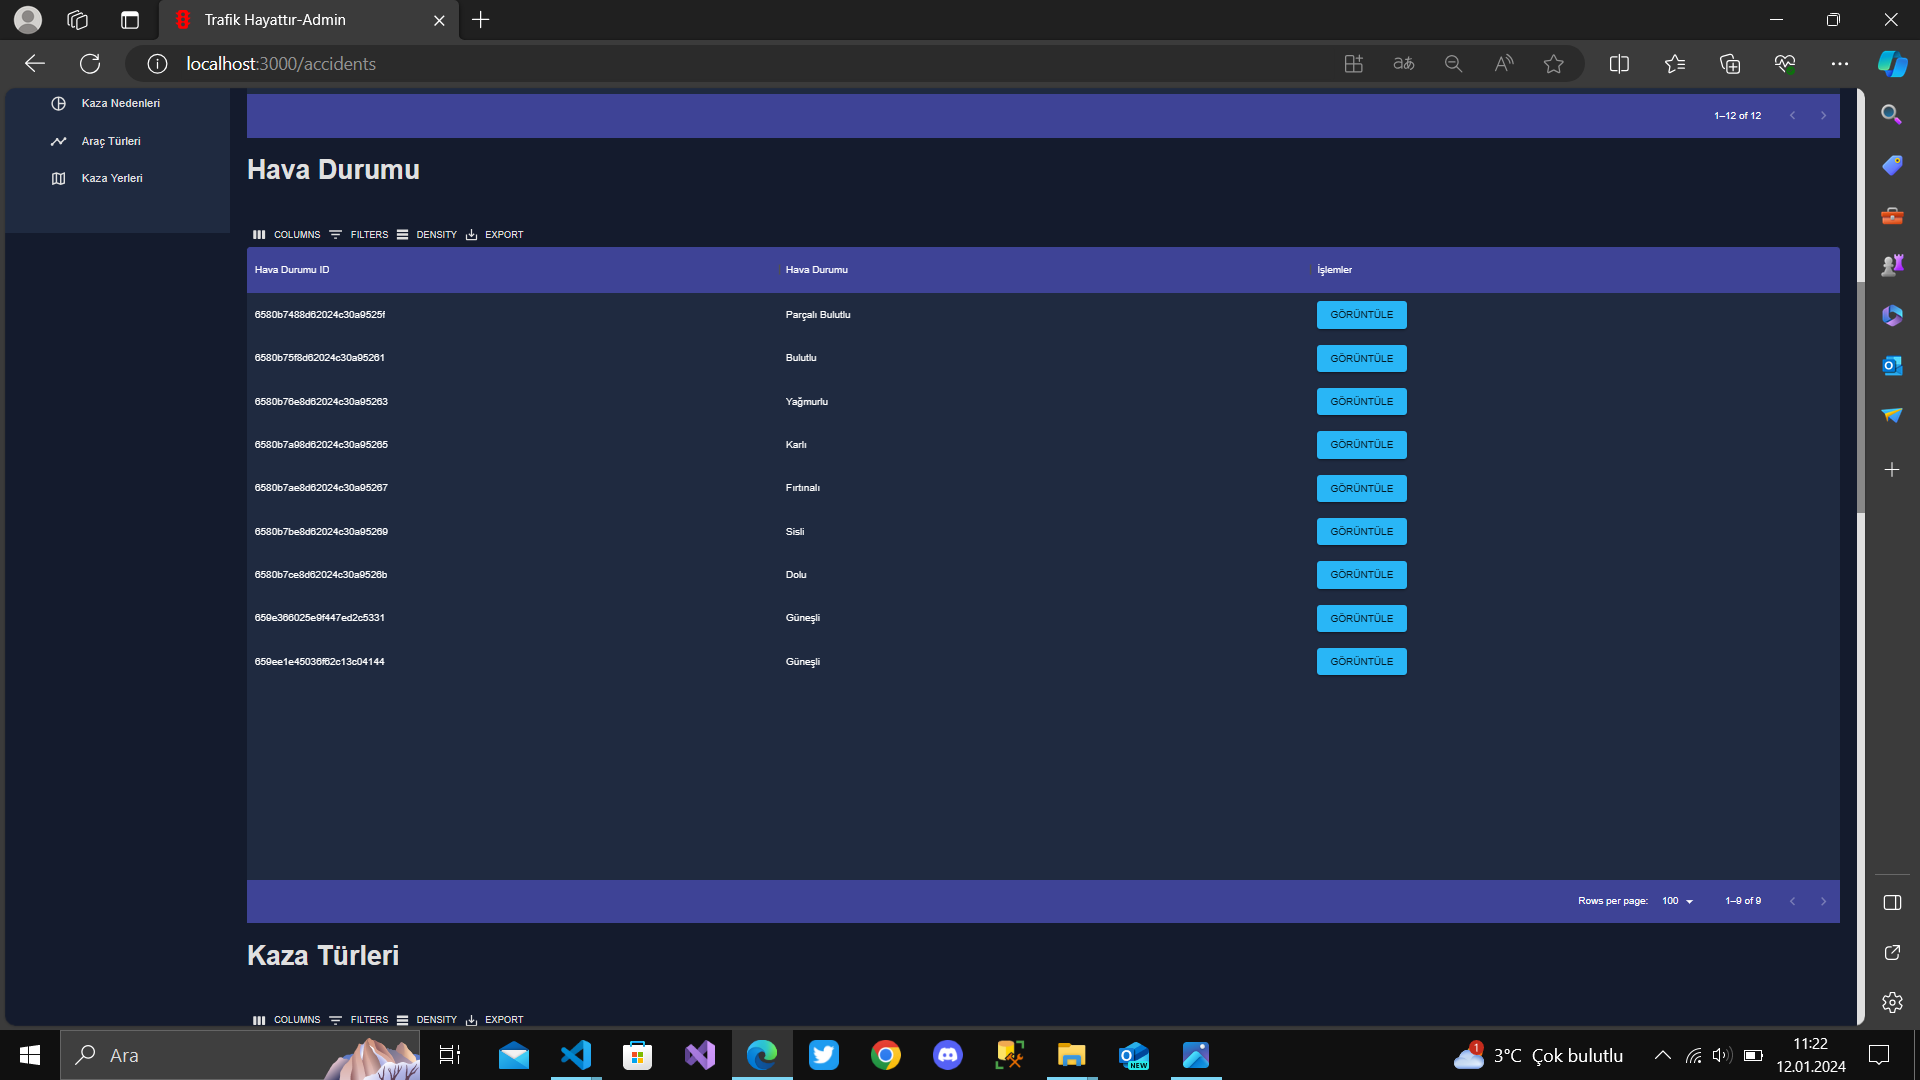 Trafik Hayattır-Admin
localhost:3000/accidents
Kaza Nedenleri
Araç Türleri
Kaza Yerleri
1–12 of 12
Hava Durumu
COLUMNS FILTERS DENSITY EXPORT
Hava Durumu ID Hava Durumu İşlemler
6580b7488d62024c30a9525f Parçalı Bulutlu GÖRÜNTÜLE
6580b75f8d62024c30a95261 Bulutlu GÖRÜNTÜLE
6580b76e8d62024c30a95263 Yağmurlu GÖRÜNTÜLE
6580b7a98d62024c30a95265 Karlı GÖRÜNTÜLE
6580b7ae8d62024c30a95267 Fırtınalı GÖRÜNTÜLE
6580b7be8d62024c30a95269 Sisli GÖRÜNTÜLE
6580b7ce8d62024c30a9526b Dolu GÖRÜNTÜLE
659e366025e9f447ed2c5331 Güneşli GÖRÜNTÜLE
659ee1e45036f62c13c04144 Güneşli GÖRÜNTÜLE
Rows per page: 100 1–9 of 9
Kaza Türleri
COLUMNS FILTERS DENSITY EXPORT
Ara
NEW
1
3°C Çok bulutlu
11:22
12.01.2024